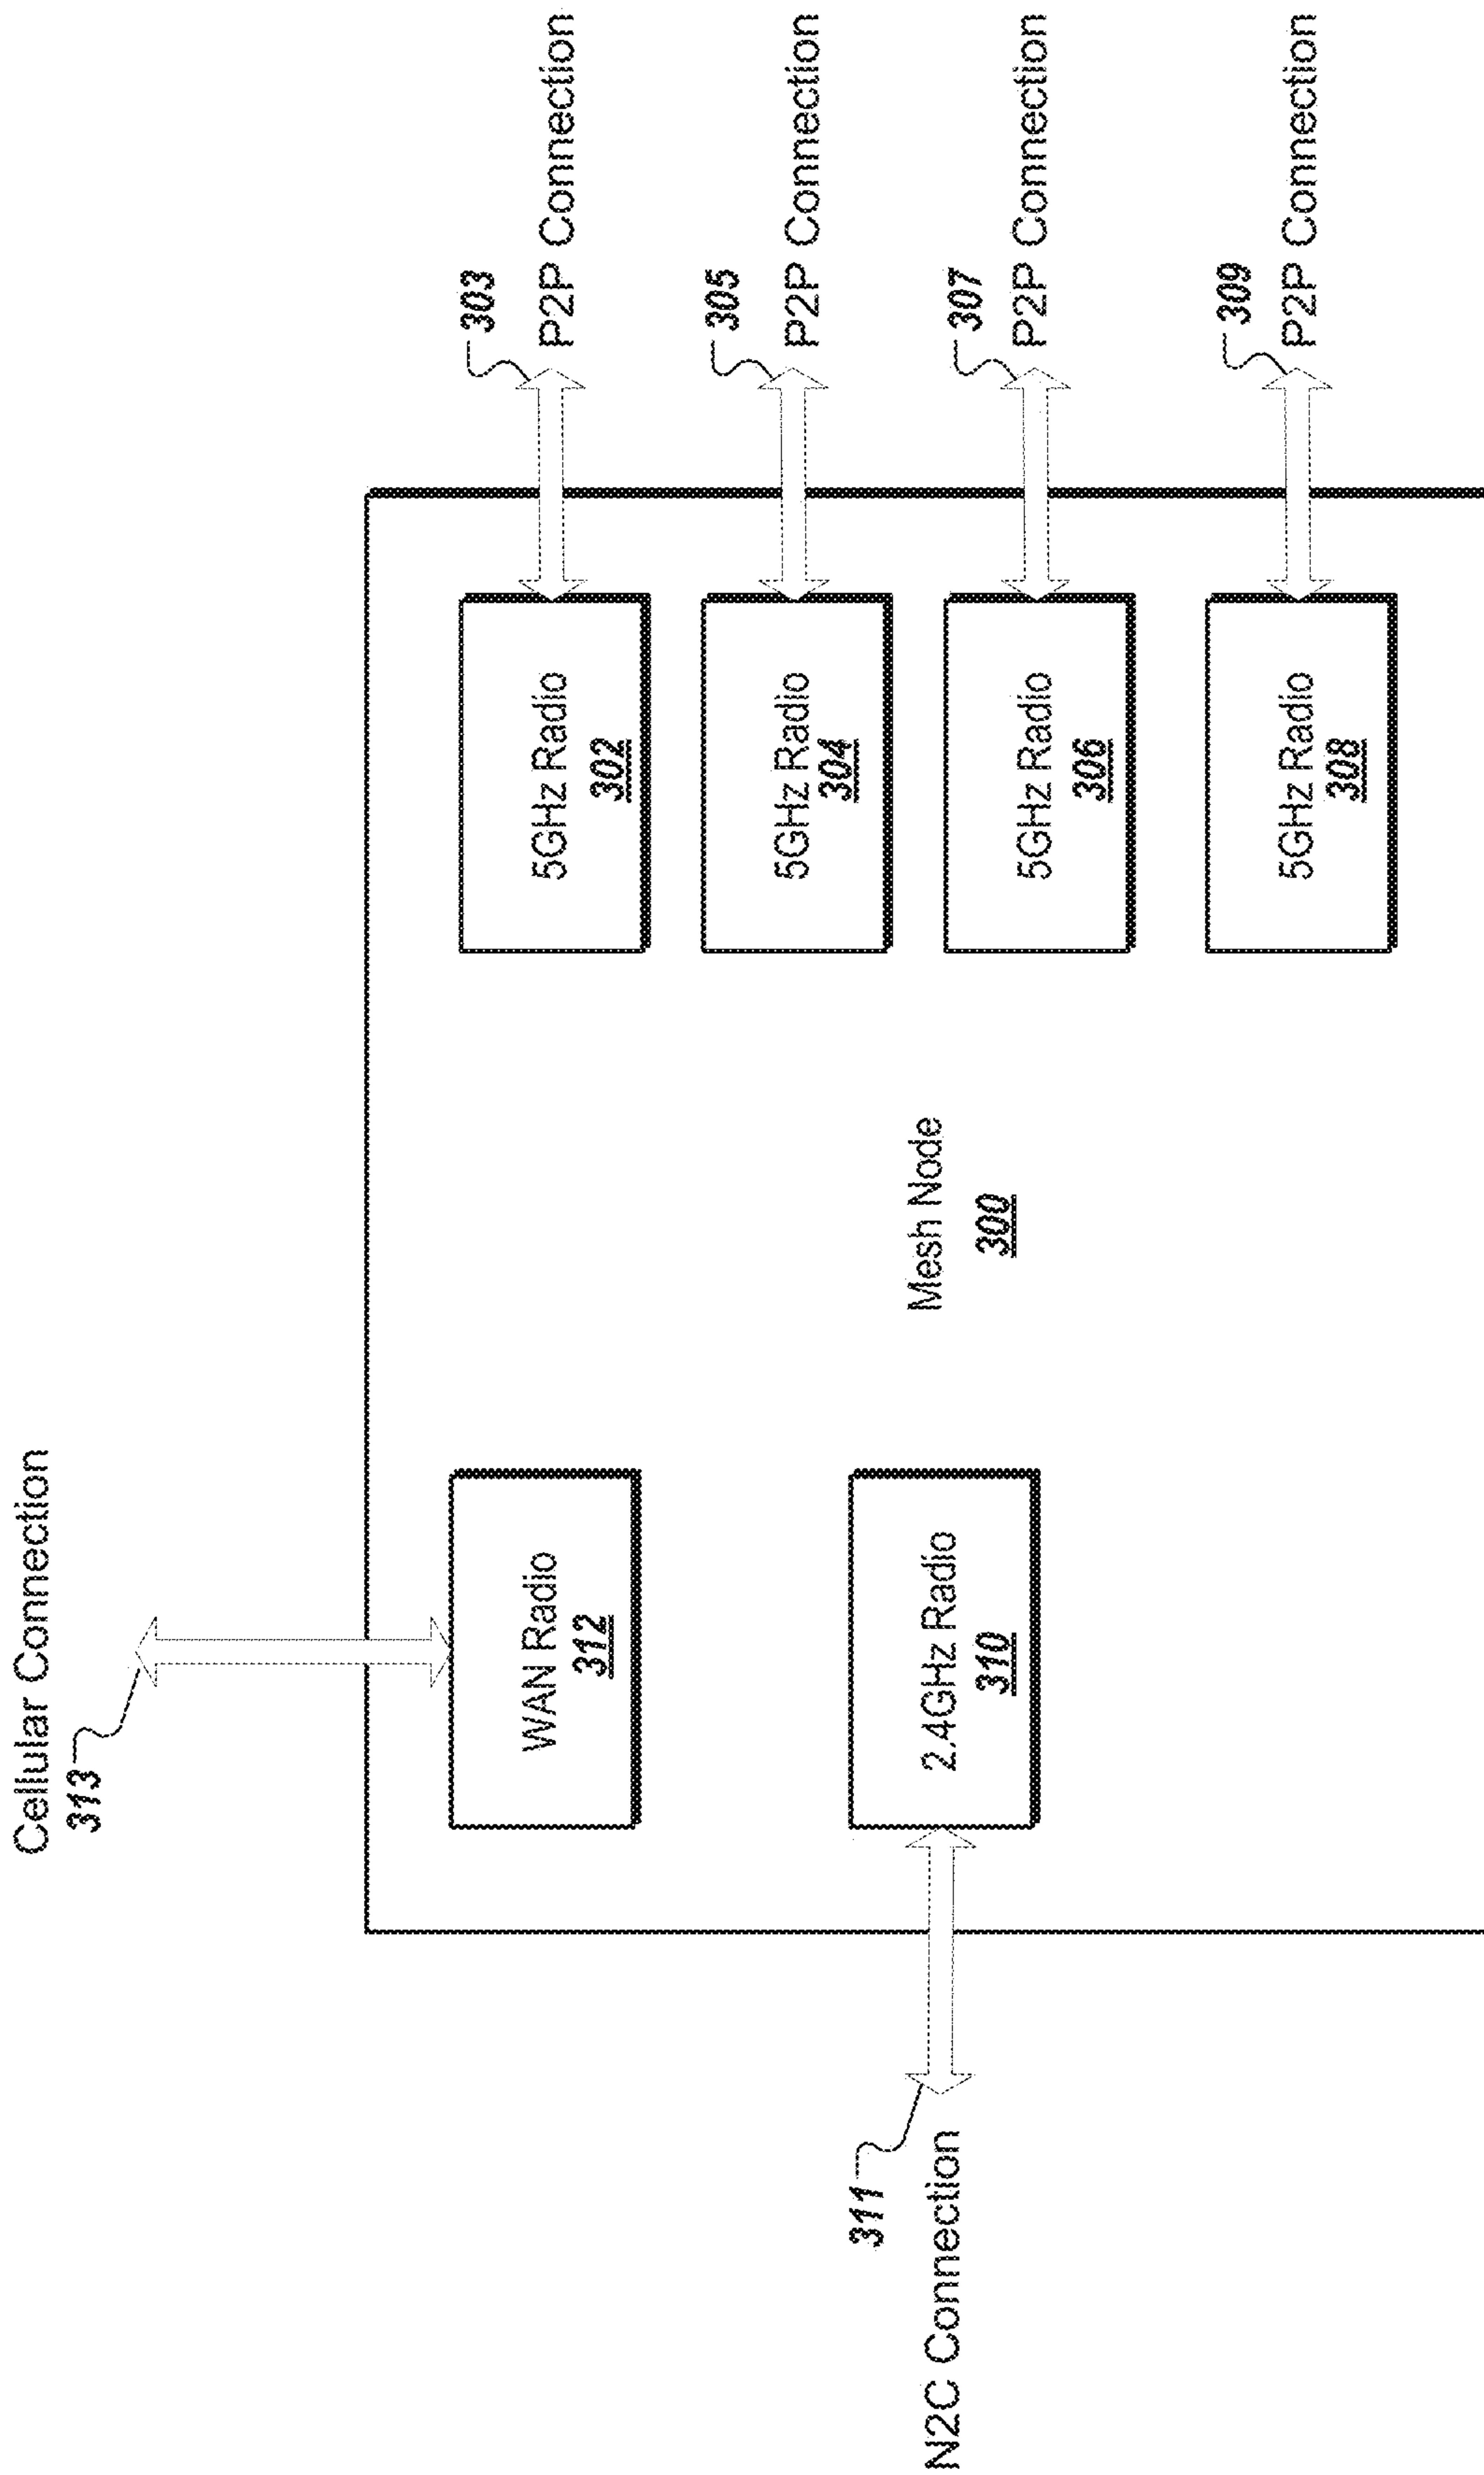 Cellular Connection
313
WAN Radio
312
5GHz Radio
302
303
P2P Connection
5GHz Radio
304
305
P2P Connection
N2C Connection
311
2.4GHz Radio
310
Mesh Node
300
5GHz Radio
306
307
P2P Connection
5GHz Radio
308
309
P2P Connection